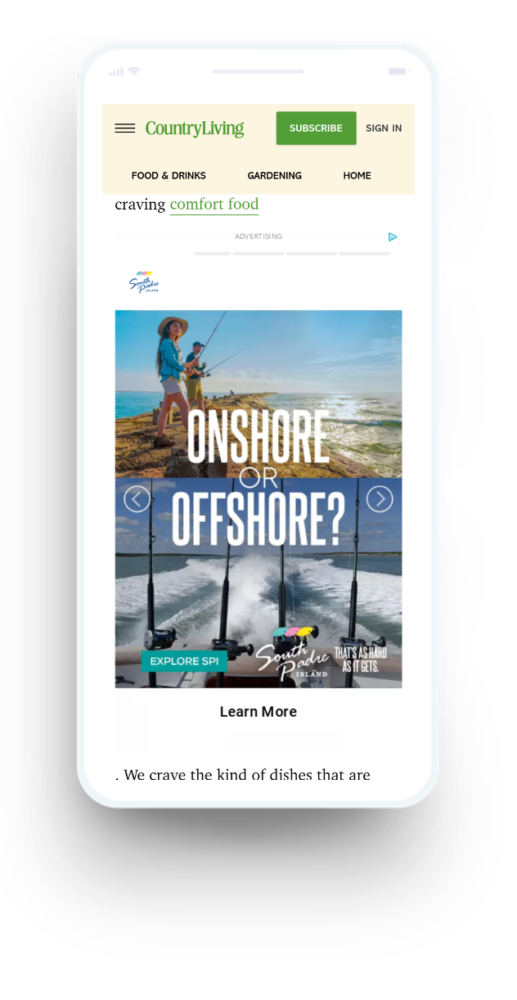 CountryLiving
SUBSCRIBE
SIGN IN
FOOD & DRINKS
GARDENING
HOME
craving comfort food
ADVERTISING
South
Padre
ISLAND
ONSHORE
OR
OFFSHORE?
EXPLORE SPI
South
Padre
ISLAND
THAT'S AS HARD
AS IT GETS.
Learn More
. We crave the kind of dishes that are